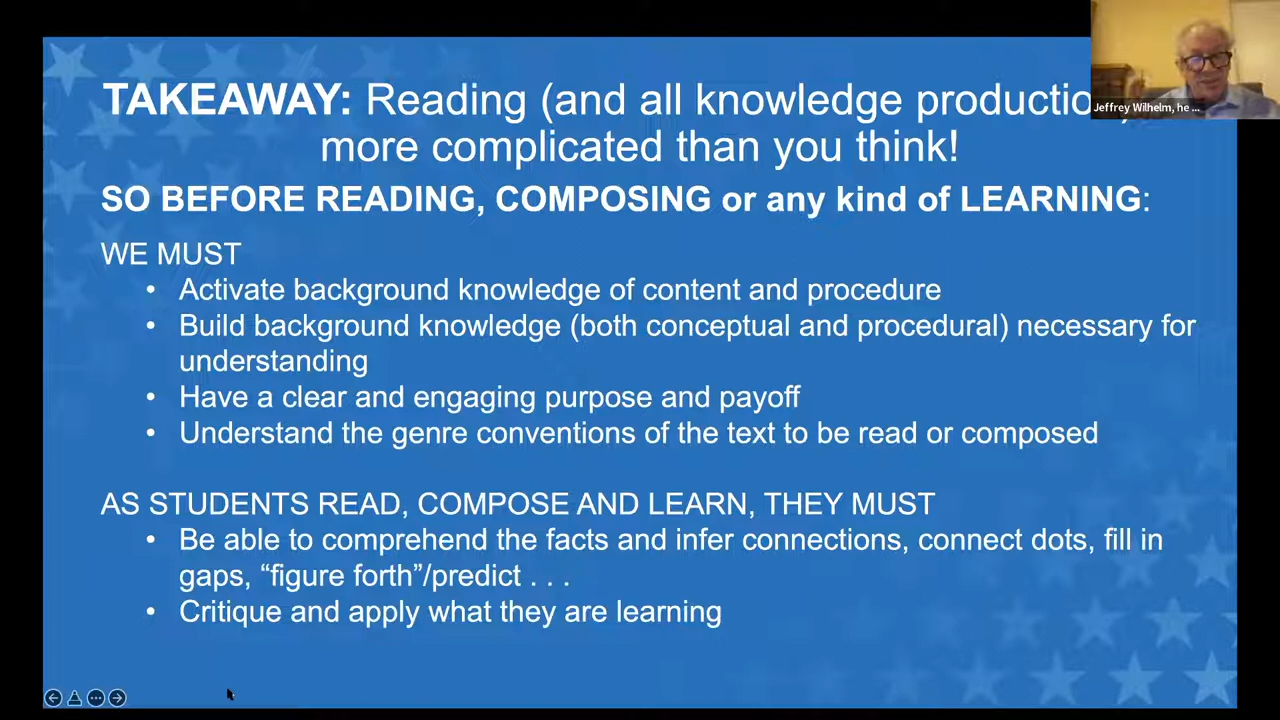 TAKEAWAY: Reading (and all knowledge productio
more complicated than you think!
SO BEFORE READING, COMPOSING or any kind of LEARNING:
WE MUST
• Activate background knowledge of content and procedure
• Build background knowledge (both conceptual and procedural) necessary for
understanding
• Have a clear and engaging purpose and payoff
• Understand the genre conventions of the text to be read or composed
AS STUDENTS READ, COMPOSE AND LEARN, THEY MUST
• Be able to comprehend the facts and infer connections, connect dots, fill in
gaps, “figure forth”/predict . . .
• Critique and apply what they are learning
Jeffrey Wilhelm, he ...